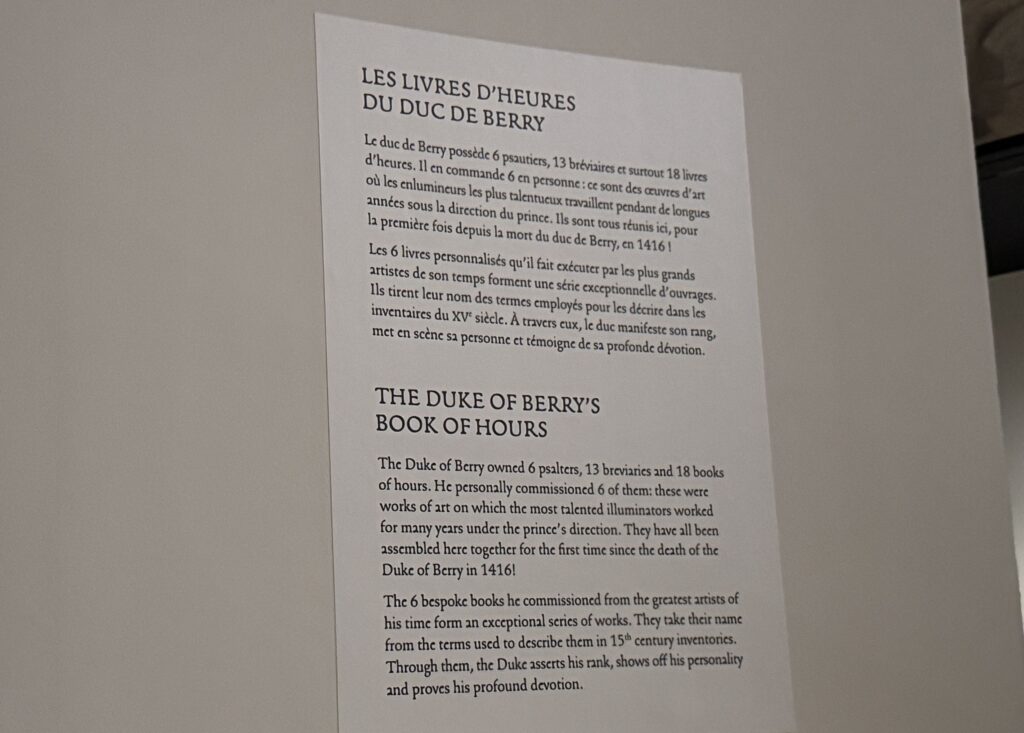 LES LIVRES D'HEURES
DU DUC DE BERRY
Le duc de Berry possède 6 psautiers, 13 bréviaires et surtout 18 livres
d'heures. Il en commande 6 en personne : ce sont des œuvres d'art
où les enlumineurs les plus talentueux travaillent pendant de longues
années sous la direction du prince. Ils sont tous réunis ici, pour
la première fois depuis la mort du duc de Berry, en 1416 !
Les 6 livres personnalisés qu'il fait exécuter par les plus grands
artistes de son temps forment une série exceptionnelle d'ouvrages.
Ils tirent leur nom des termes employés pour les décrire dans les
inventaires du XVᵉ siècle. À travers eux, le duc manifeste son rang,
met en scène sa personne et témoigne de sa profonde dévotion.
THE DUKE OF BERRY'S
BOOK OF HOURS
The Duke of Berry owned 6 psalters, 13 breviaries and 18 books
of hours. He personally commissioned 6 of them: these were
works of art on which the most talented illuminators worked
for many years under the prince's direction. They have all been
assembled here together for the first time since the death of the
Duke of Berry in 1416!
The 6 bespoke books he commissioned from the greatest artists of
his time form an exceptional series of works. They take their name
from the terms used to describe them in 15ᵗʰ century inventories.
Through them, the Duke asserts his rank, shows off his personality
and proves his profound devotion.